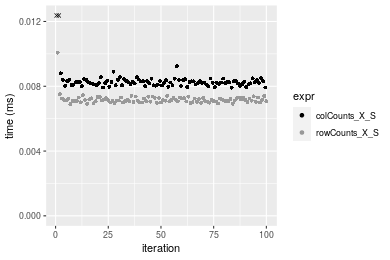 0.012
0.008
0.004
0.000
time (ms)
0
25
50
75
100
iteration
expr
colCounts_X_S
rowCounts_X_S